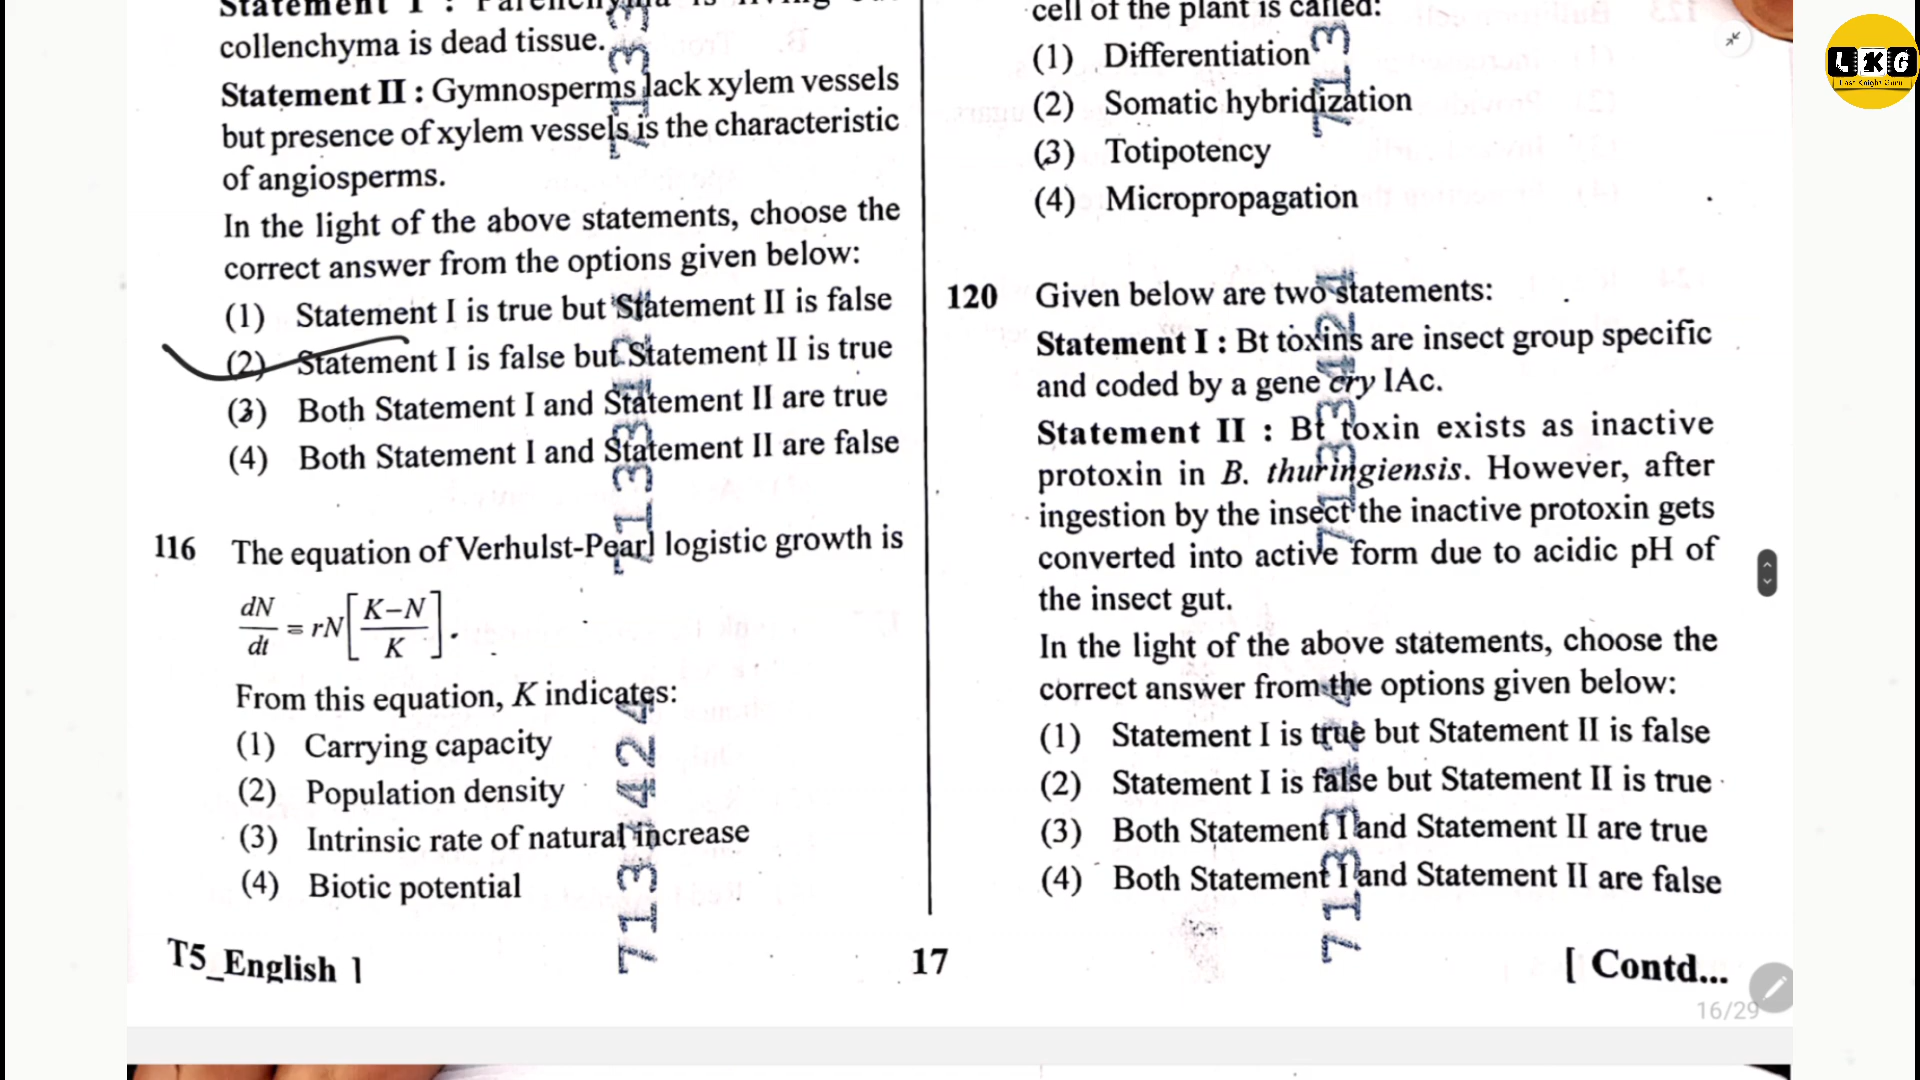 Statement I : Parenchyma is living but
collenchyma is dead tissue.
Statement II : Gymnosperms lack xylem vessels
but presence of xylem vessels is the characteristic
of angiosperms.
In the light of the above statements, choose the
correct answer from the options given below:
(1) Statement I is true but Statement II is false
(2) Statement I is false but Statement II is true
(3) Both Statement I and Statement II are true
(4) Both Statement I and Statement II are false
116 The equation of Verhulst-Pearl logistic growth is
dN/dt = rN[K–N/K].
From this equation, K indicates:
(1) Carrying capacity
(2) Population density
(3) Intrinsic rate of natural increase
(4) Biotic potential
cell of the plant is called:
(1) Differentiation
(2) Somatic hybridization
(3) Totipotency
(4) Micropropagation
120 Given below are two statements:
Statement I : Bt toxins are insect group specific
and coded by a gene cry IAc.
Statement II : Bt toxin exists as inactive
protoxin in B. thuringiensis. However, after
ingestion by the insect the inactive protoxin gets
converted into active form due to acidic pH of
the insect gut.
In the light of the above statements, choose the
correct answer from the options given below:
(1) Statement I is true but Statement II is false
(2) Statement I is false but Statement II is true
(3) Both Statement I and Statement II are true
(4) Both Statement I and Statement II are false
T5_English ]
17
[ Contd...
16/29
7133424
7133424
LKG